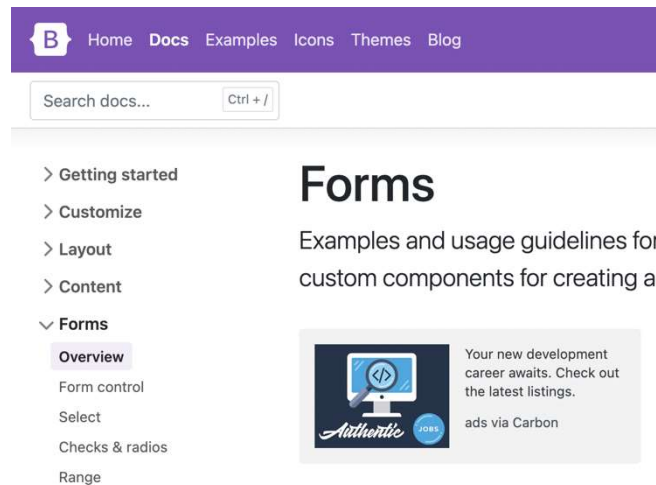 B Home Docs Examples Icons Themes Blog
Search docs... Ctrl + /
Getting started
Customize
Layout
Content
Forms
Overview
Form control
Select
Checks & radios
Range
Forms
Examples and usage guidelines for
custom components for creating a
</>
Authentic
JOBS
Your new development
career awaits. Check out
the latest listings.
ads via Carbon